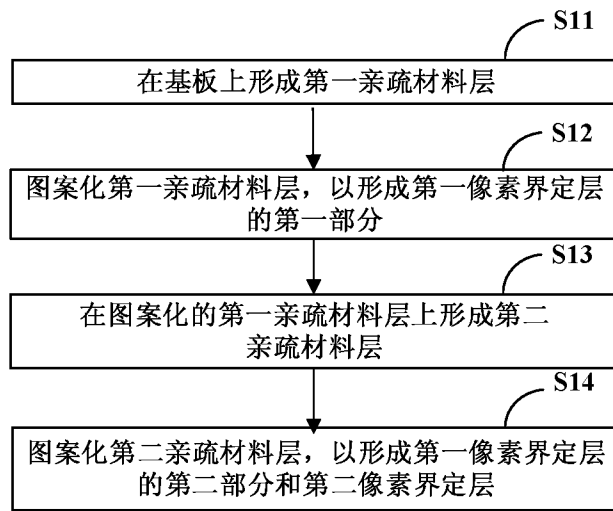 S11
在基板上形成第一亲疏材料层
S12
图案化第一亲疏材料层，以形成第一像素界定层
的第一部分
S13
在图案化的第一亲疏材料层上形成第二
亲疏材料层
S14
图案化第二亲疏材料层，以形成第一像素界定层
的第二部分和第二像素界定层